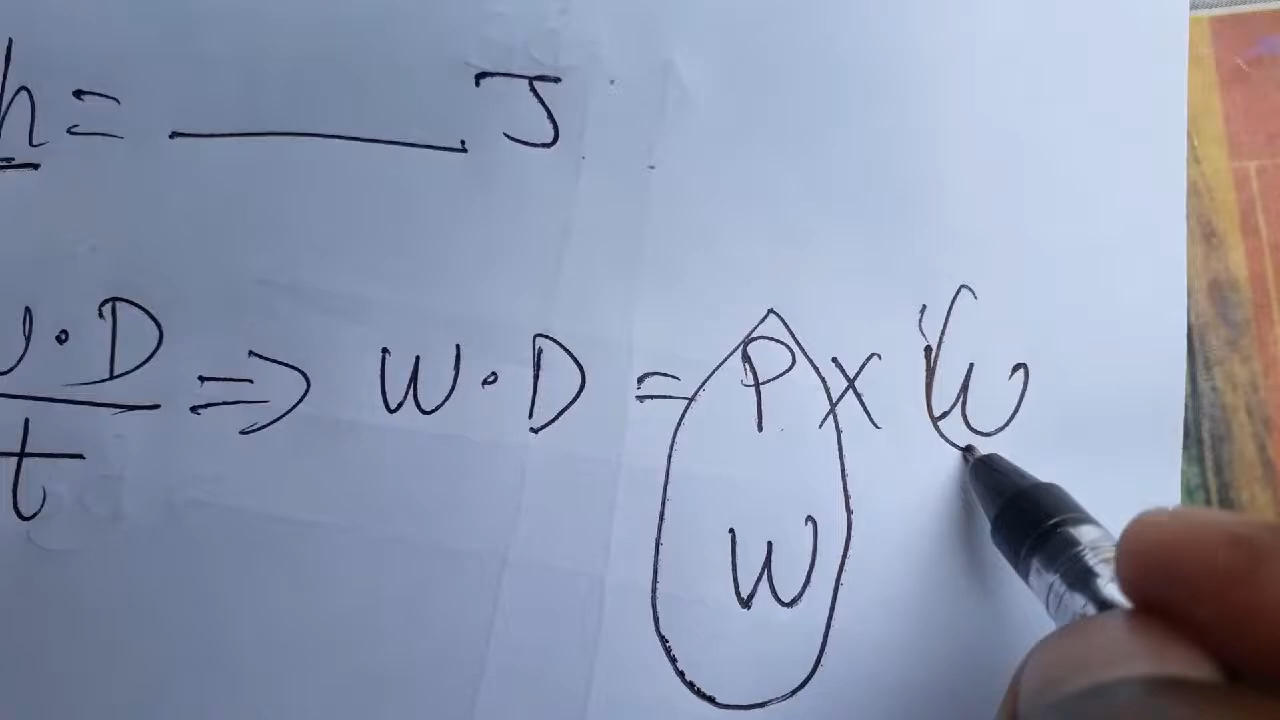 h = ______ J
W·D/t => W·D = P x W
W